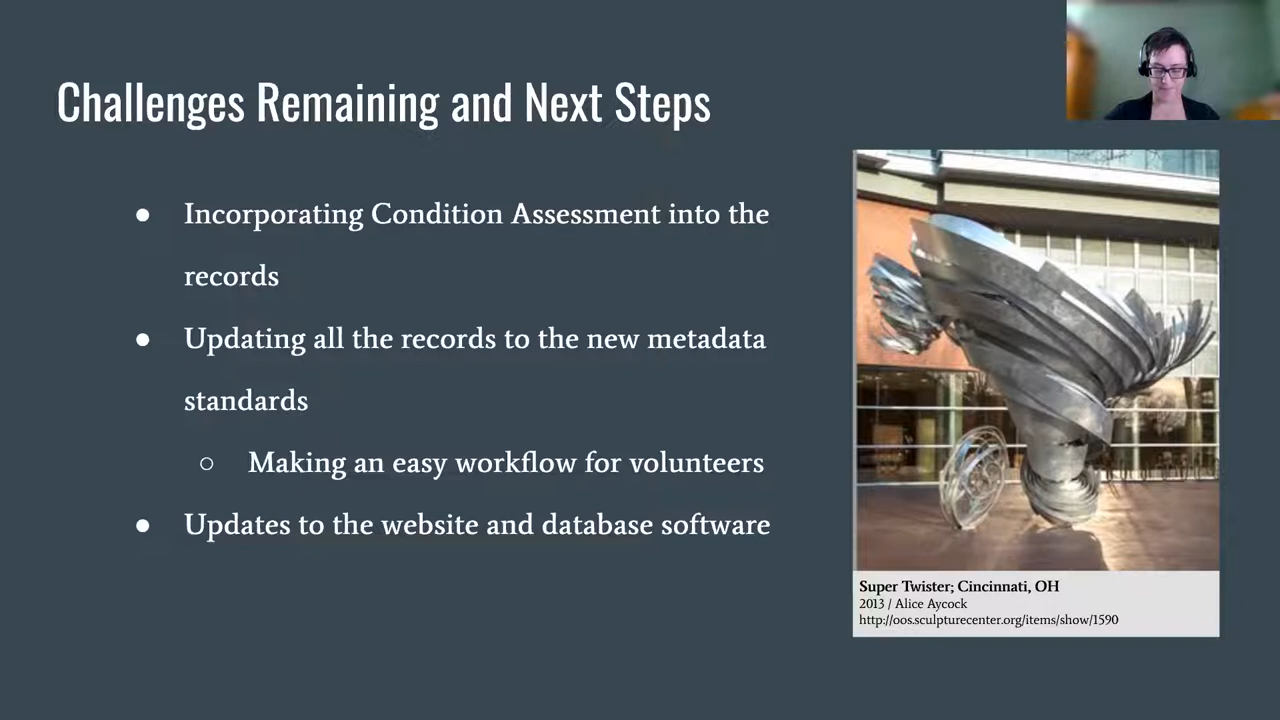 Challenges Remaining and Next Steps
● Incorporating Condition Assessment into the
records
● Updating all the records to the new metadata
standards
○ Making an easy workflow for volunteers
● Updates to the website and database software
Super Twister; Cincinnati, OH
2013 / Alice Aycock
http://oos.sculpturecenter.org/items/show/1590